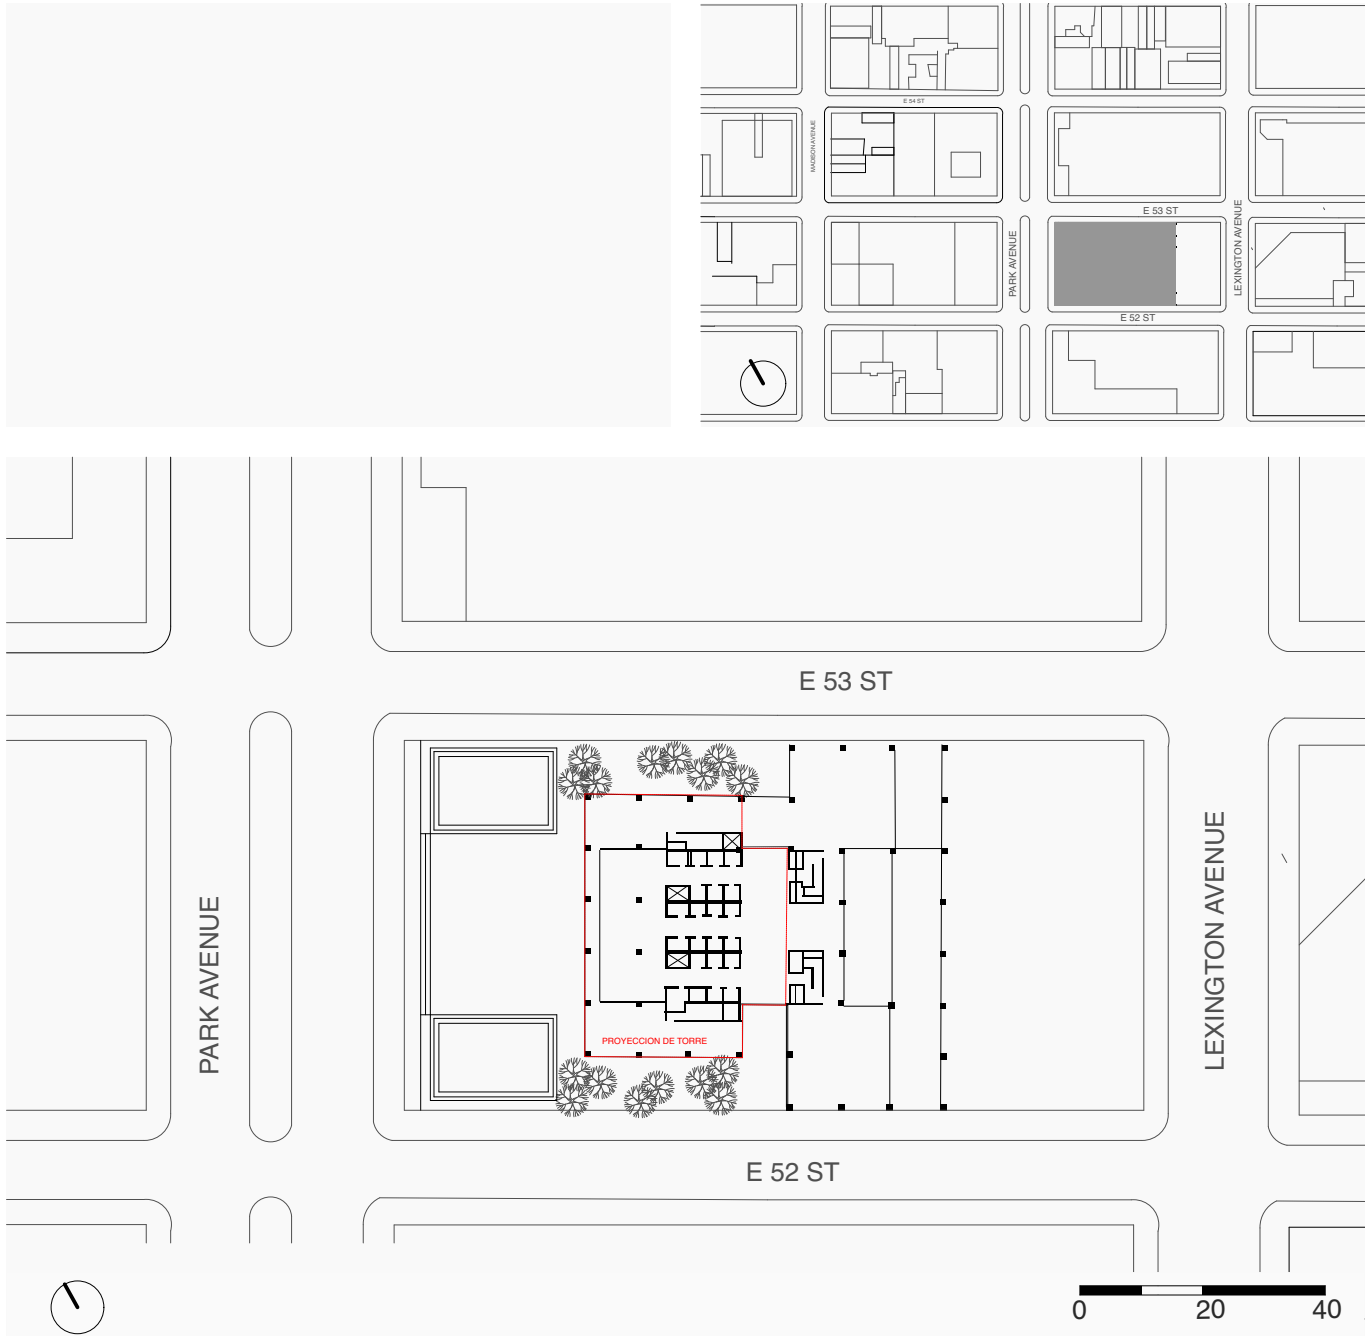 E 54 ST
MADISON AVENUE
E 53 ST
PARK AVENUE
LEXINGTON AVENUE
E 52 ST
E 53 ST
PARK AVENUE
LEXINGTON AVENUE
PROYECCION DE TORRE
E 52 ST
0 20 40